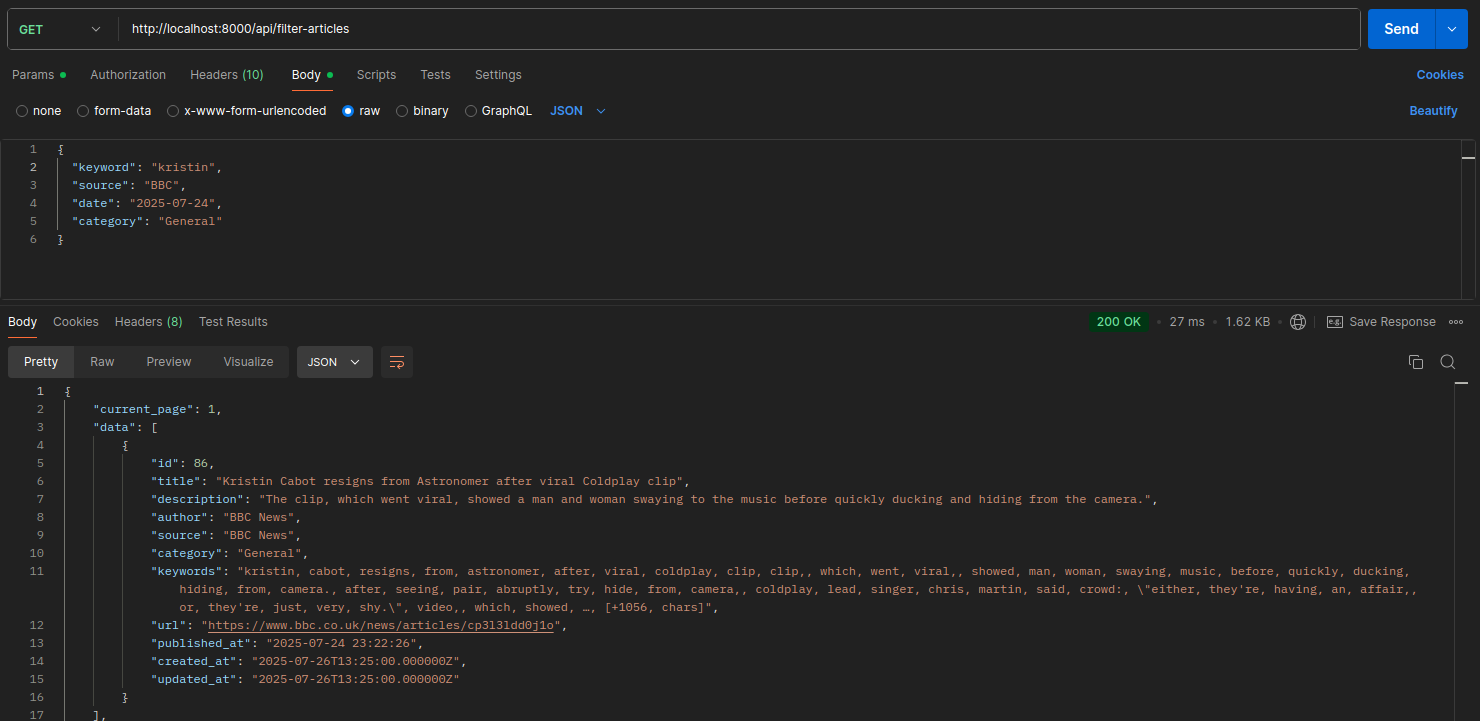 GET http://localhost:8000/api/filter-articles Send
Params Authorization Headers (10) Body Scripts Tests Settings Cookies
none form-data x-www-form-urlencoded raw binary GraphQL JSON Beautify
1 {
2 "keyword": "kristin",
3 "source": "BBC",
4 "date": "2025-07-24",
5 "category": "General"
6 }
Body Cookies Headers (8) Test Results 200 OK • 27 ms • 1.62 KB • e.g. Save Response
Pretty Raw Preview Visualize JSON
1 {
2 "current_page": 1,
3 "data": [
4 {
5 "id": 86,
6 "title": "Kristin Cabot resigns from Astronomer after viral Coldplay clip",
7 "description": "The clip, which went viral, showed a man and woman swaying to the music before quickly ducking and hiding from the camera.",
8 "author": "BBC News",
9 "source": "BBC News",
10 "category": "General",
11 "keywords": "kristin, cabot, resigns, from, astronomer, after, viral, coldplay, clip, clip,, which, went, viral,, showed, man, woman, swaying, music, before, quickly, ducking,
hiding, from, camera., after, seeing, pair, abruptly, try, hide, from, camera,, coldplay, lead, singer, chris, martin, said, crowd:, \"either, they're, having, an, affair,,
or, they're, just, very, shy.\", video,, which, showed, …, [+1056, chars]",
12 "url": "https://www.bbc.co.uk/news/articles/cp3l3ldd0j1o",
13 "published_at": "2025-07-24 23:22:26",
14 "created_at": "2025-07-26T13:25:00.000000Z",
15 "updated_at": "2025-07-26T13:25:00.000000Z"
16 }
17 ],